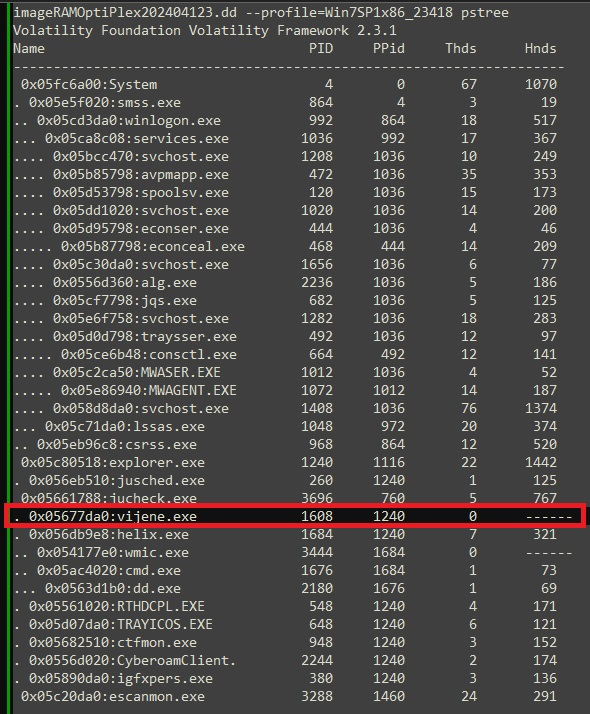 imageRAMOptiPlex202404123.dd --profile=Win7SP1x86_23418 pstree
Volatility Foundation Volatility Framework 2.3.1
Name PID PPid Thds Hnds
------------------------------------------------------------------
0x05fc6a00:System 4 0 67 1070
. 0x05e5f020:smss.exe 864 4 3 19
.. 0x05cd3da0:winlogon.exe 992 864 18 517
... 0x05ca8c08:services.exe 1036 992 17 367
.... 0x05bcc470:svchost.exe 1208 1036 10 249
.... 0x05b85798:avpmapp.exe 472 1036 35 353
.... 0x05d53798:spoolsv.exe 120 1036 15 173
.... 0x05dd1020:svchost.exe 1020 1036 14 200
.... 0x05d95798:econser.exe 444 1036 4 46
..... 0x05b87798:econceal.exe 468 444 14 209
.... 0x05c30da0:svchost.exe 1656 1036 6 77
.... 0x0556d360:alg.exe 2236 1036 5 186
.... 0x05cf7798:jqs.exe 682 1036 5 125
.... 0x05e6f758:svchost.exe 1282 1036 18 283
.... 0x05d0d798:traysser.exe 492 1036 12 97
..... 0x05ce6b48:consctl.exe 664 492 12 141
.... 0x05c2ca50:MWASER.EXE 1012 1036 4 52
..... 0x05e86940:MWAGENT.EXE 1072 1012 14 187
.... 0x058d8da0:svchost.exe 1408 1036 76 1374
... 0x05c71da0:lssas.exe 1048 972 20 374
.. 0x05eb96c8:csrss.exe 968 864 12 520
0x05c80518:explorer.exe 1240 1116 22 1442
. 0x056eb510:jusched.exe 260 1240 1 125
0x05661788:jucheck.exe 3696 760 5 767
. 0x05677da0:vijene.exe 1608 1240 0 ------
. 0x056db9e8:helix.exe 1684 1240 7 321
.. 0x054177e0:wmic.exe 3444 1684 0 ------
.. 0x05ac4020:cmd.exe 1676 1684 1 73
... 0x0563d1b0:dd.exe 2180 1676 1 69
. 0x05561020:RTHDCPL.EXE 548 1240 4 171
. 0x05d07da0:TRAYICOS.EXE 648 1240 6 121
. 0x05682510:ctfmon.exe 948 1240 3 152
. 0x0556d020:CyberoamClient. 2244 1240 2 174
. 0x05890da0:igfxpers.exe 380 1240 3 136
0x05c20da0:escanmon.exe 3288 1460 24 291